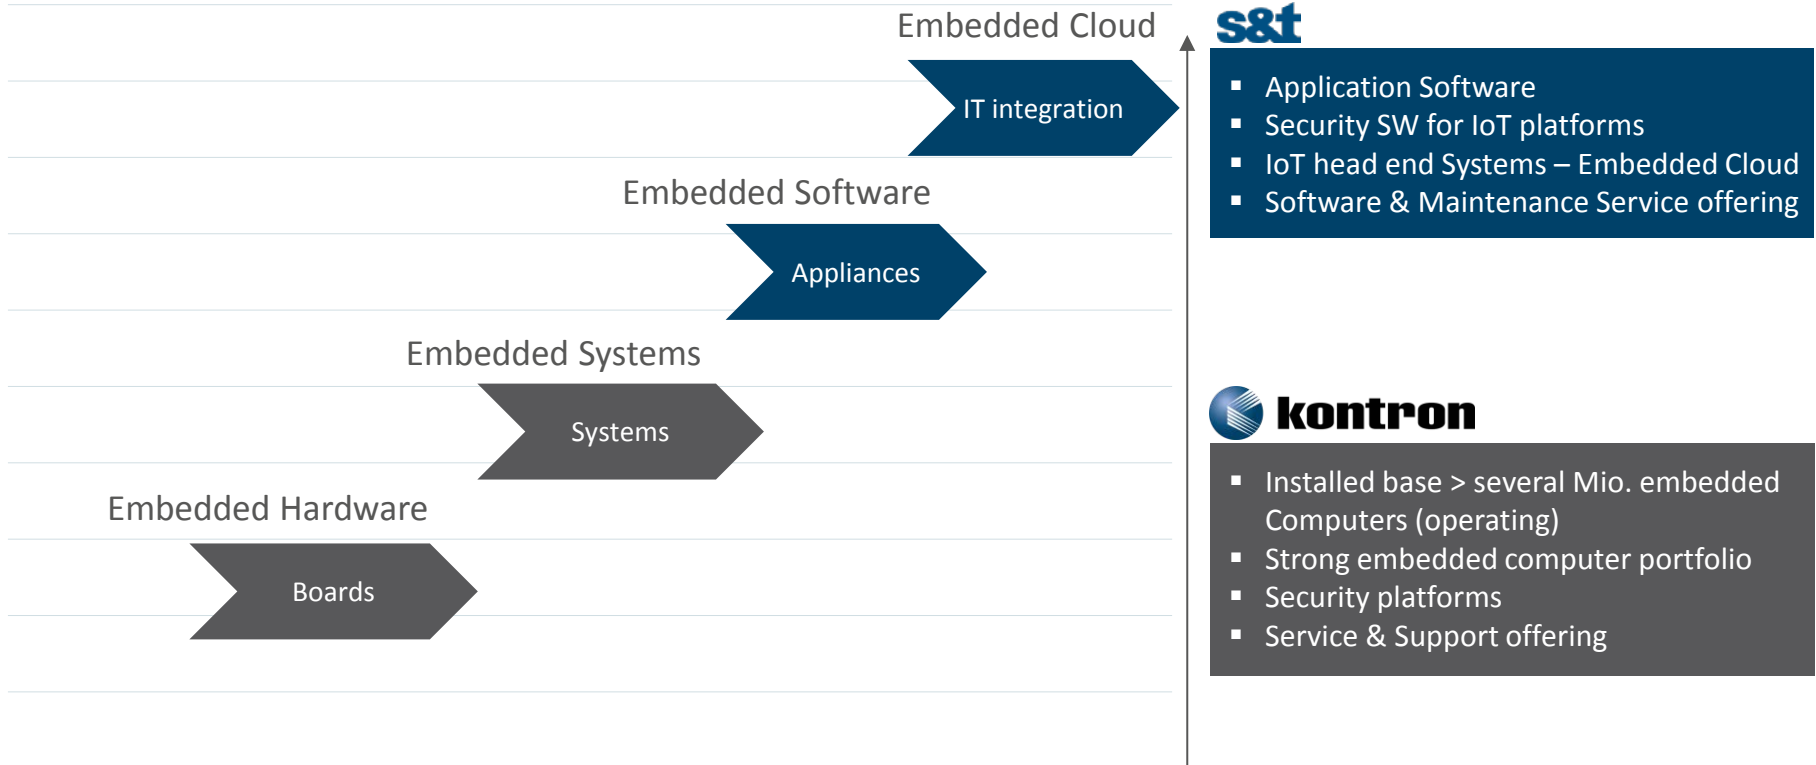 Embedded Cloud
IT integration
Embedded Software
Appliances
Embedded Systems
Systems
Embedded Hardware
Boards
s&t
▪ Application Software
▪ Security SW for IoT platforms
▪ IoT head end Systems – Embedded Cloud
▪ Software & Maintenance Service offering
kontron
▪ Installed base > several Mio. embedded
Computers (operating)
▪ Strong embedded computer portfolio
▪ Security platforms
▪ Service & Support offering